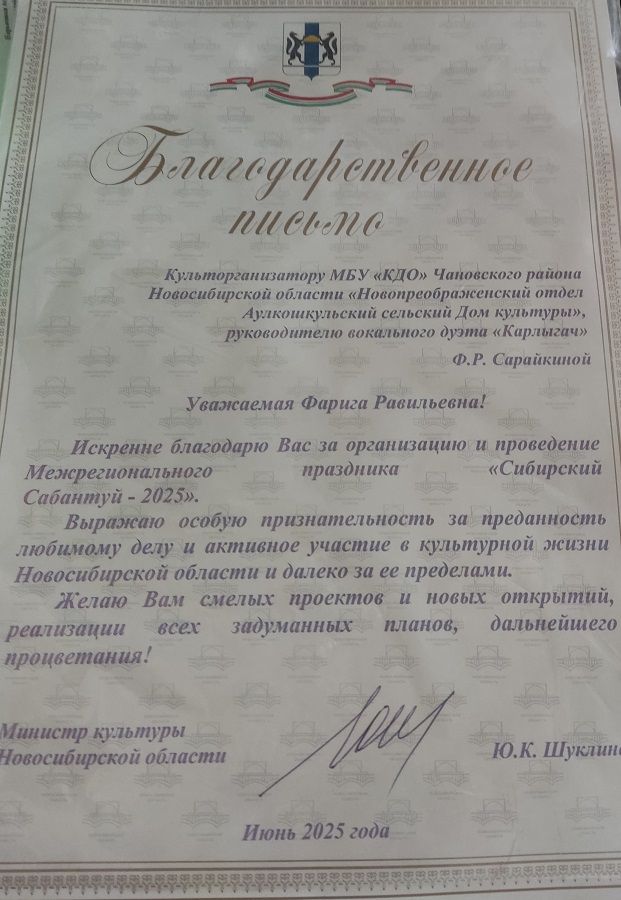 Благодарственное
письмо
Культорганизатору МБУ «КДО» Чановского района
Новосибирской области «Новопреображенский отдел
Аулкошкульский сельский Дом культуры»,
руководителю вокального дуэта «Карлыгач»
Ф.Р. Сарайкиной
Уважаемая Фарига Равильевна!
Искренне благодарю Вас за организацию и проведение
Межрегионального праздника «Сибирский
Сабантуй - 2025».
Выражаю особую признательность за преданность
любимому делу и активное участие в культурной жизни
Новосибирской области и далеко за ее пределами.
Желаю Вам смелых проектов и новых открытий,
реализации всех задуманных планов, дальнейшего
процветания!
Министр культуры
Новосибирской области
Ю.К. Шуклина
Июнь 2025 года